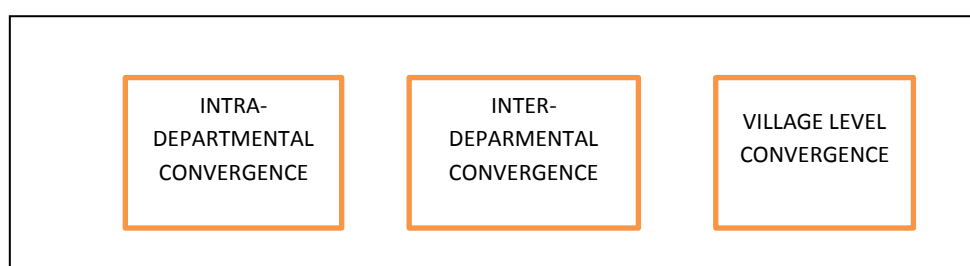 INTRA-
DEPARTMENTAL
CONVERGENCE
INTER-
DEPARMENTAL
CONVERGENCE
VILLAGE LEVEL
CONVERGENCE